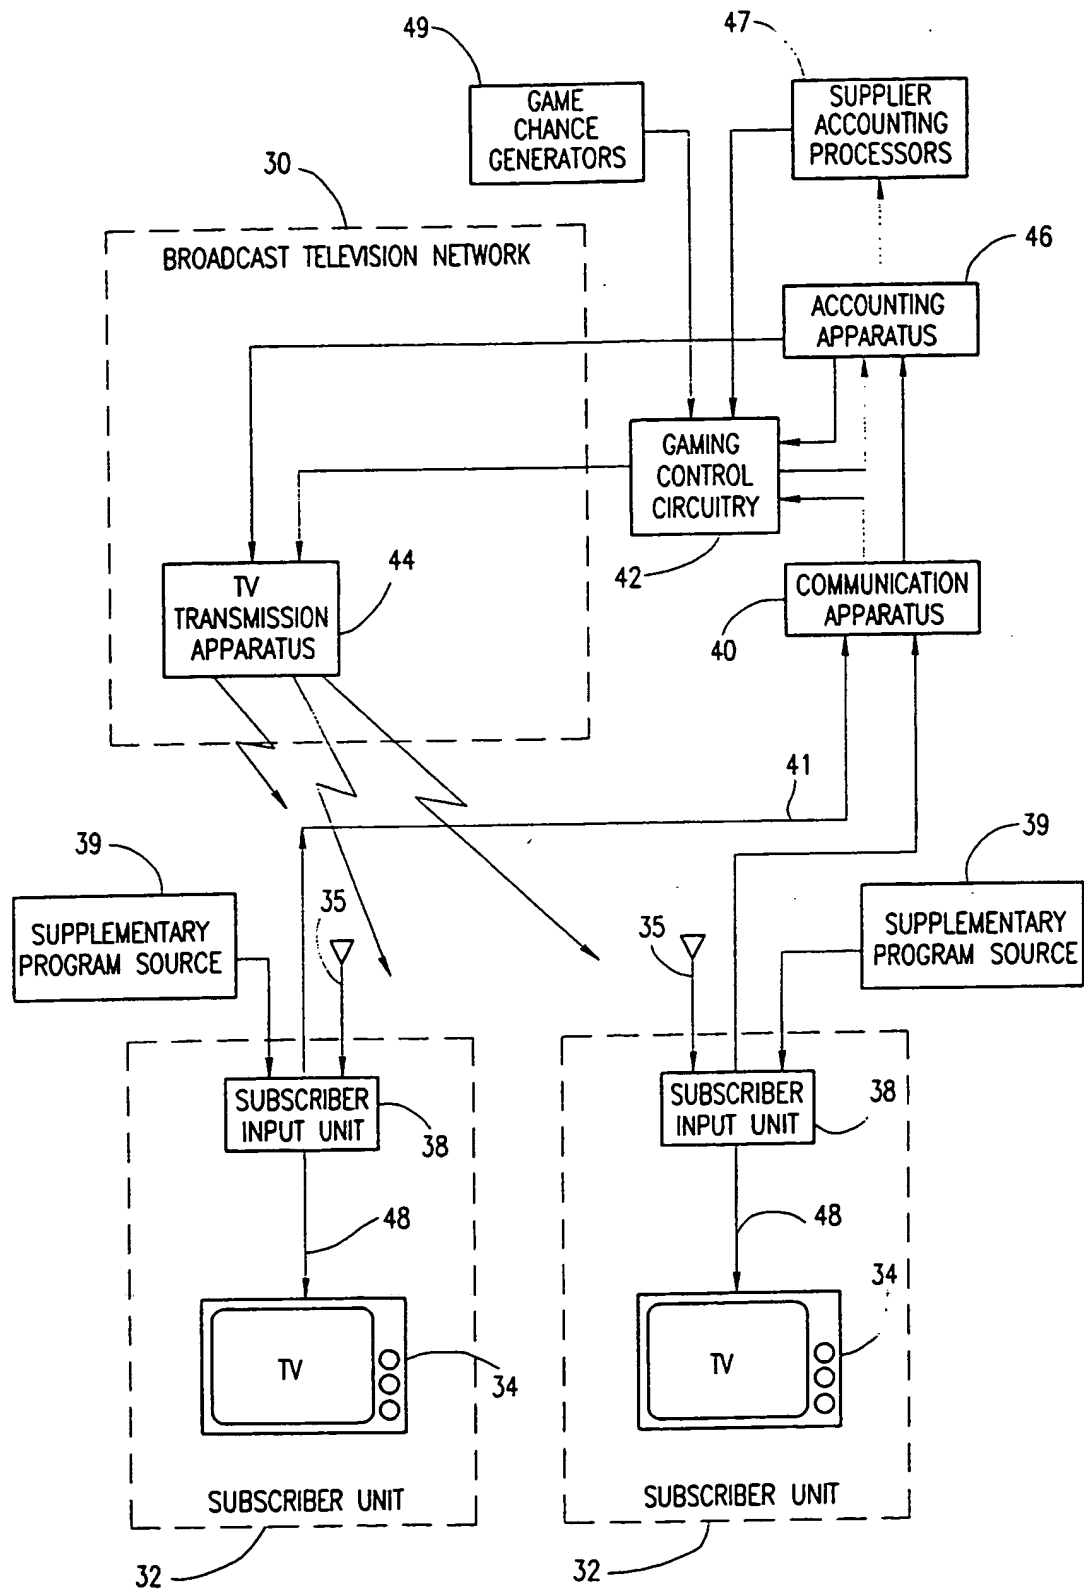 47
49
GAME
CHANCE
GENERATORS
SUPPLIER
ACCOUNTING
PROCESSORS
30
BROADCAST TELEVISION NETWORK
46
ACCOUNTING
APPARATUS
GAMING
CONTROL
CIRCUITRY
44
42
TV
TRANSMISSION
APPARATUS
COMMUNICATION
APPARATUS
40
41
39
39
SUPPLEMENTARY
PROGRAM SOURCE
35
35
SUPPLEMENTARY
PROGRAM SOURCE
SUBSCRIBER
INPUT UNIT
38
SUBSCRIBER
INPUT UNIT
38
48
48
34
TV
34
TV
SUBSCRIBER UNIT
SUBSCRIBER UNIT
32
32